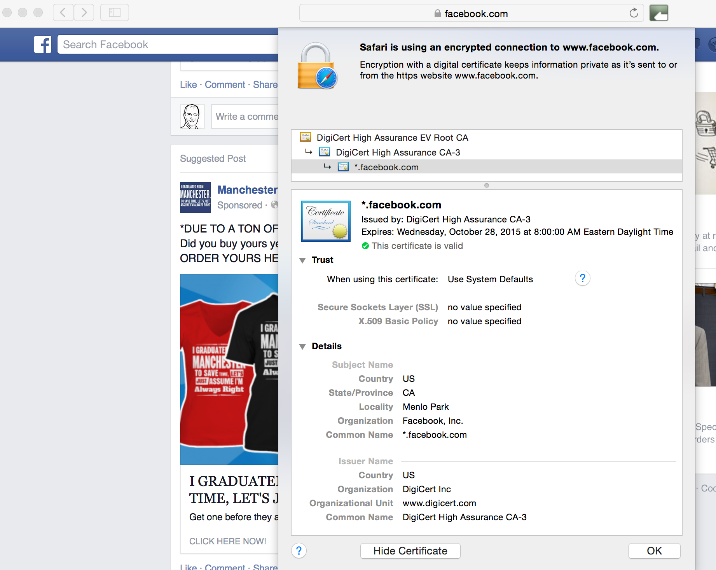 facebook.com
Search Facebook
Safari is using an encrypted connection to www.facebook.com.
Encryption with a digital certificate keeps information private as it's sent to or
from the https website www.facebook.com.
Like · Comment · Share
Write a comme
DigiCert High Assurance EV Root CA
DigiCert High Assurance CA-3
*.facebook.com
Suggested Post
Manchester
Sponsored ·
*DUE TO A TON OF
Did you buy yours ye
ORDER YOURS HE
MANCHESTER
Certificate
Standard
*.facebook.com
Issued by: DigiCert High Assurance CA-3
Expires: Wednesday, October 28, 2015 at 8:00:00 AM Eastern Daylight Time
This certificate is valid
Trust
When using this certificate: Use System Defaults ?
Secure Sockets Layer (SSL) no value specified
X.509 Basic Policy no value specified
Details
Subject Name
Country US
State/Province CA
Locality Menlo Park
Organization Facebook, Inc.
Common Name *.facebook.com
Issuer Name
Country US
Organization DigiCert Inc
Organizational Unit www.digicert.com
Common Name DigiCert High Assurance CA-3
? Hide Certificate OK
I GRADUATED
MANCHESTER
TO SAVE TIME, LET'S
JUST ASSUME I'M
Always Right
I GRA
MAN
TO S
JUST
Alw
I GRADUATE
TIME, LET'S J
Get one before they a
CLICK HERE NOW!
Like · Comment · Share
y at r
il and
Spec
rders
· Coo